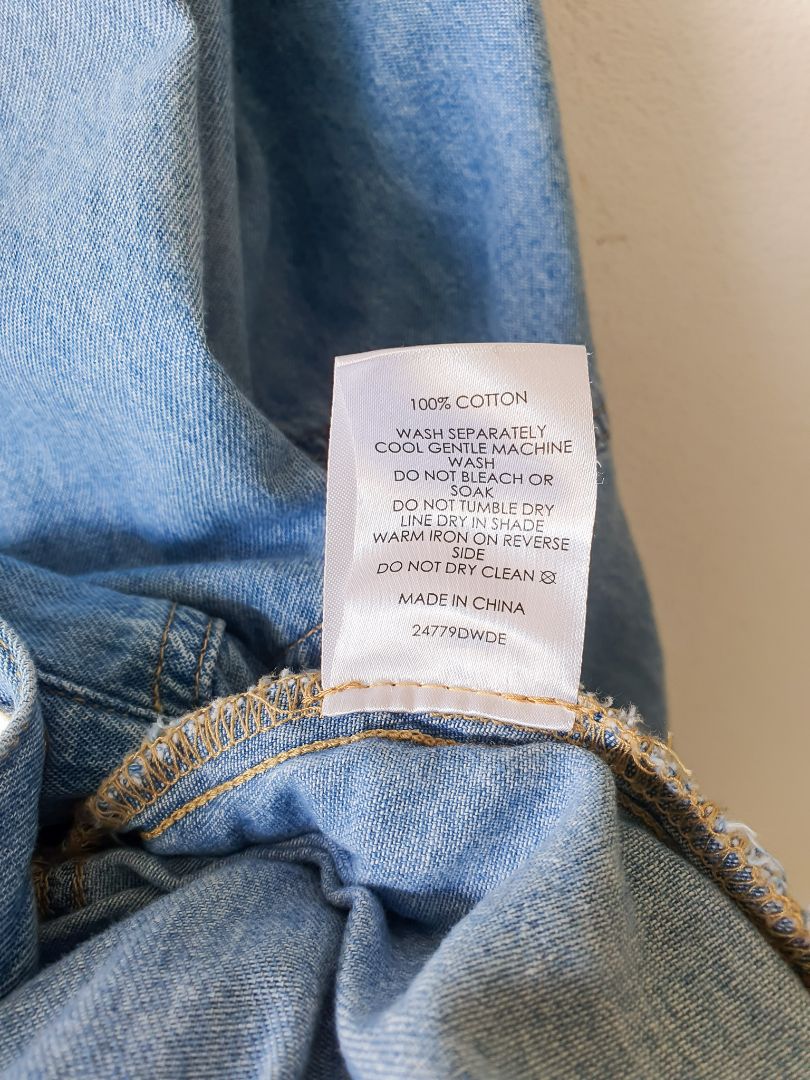 100% COTTON
WASH SEPARATELY
COOL GENTLE MACHINE
WASH
DO NOT BLEACH OR
SOAK
DO NOT TUMBLE DRY
LINE DRY IN SHADE
WARM IRON ON REVERSE
SIDE
DO NOT DRY CLEAN
MADE IN CHINA
24779DWDE